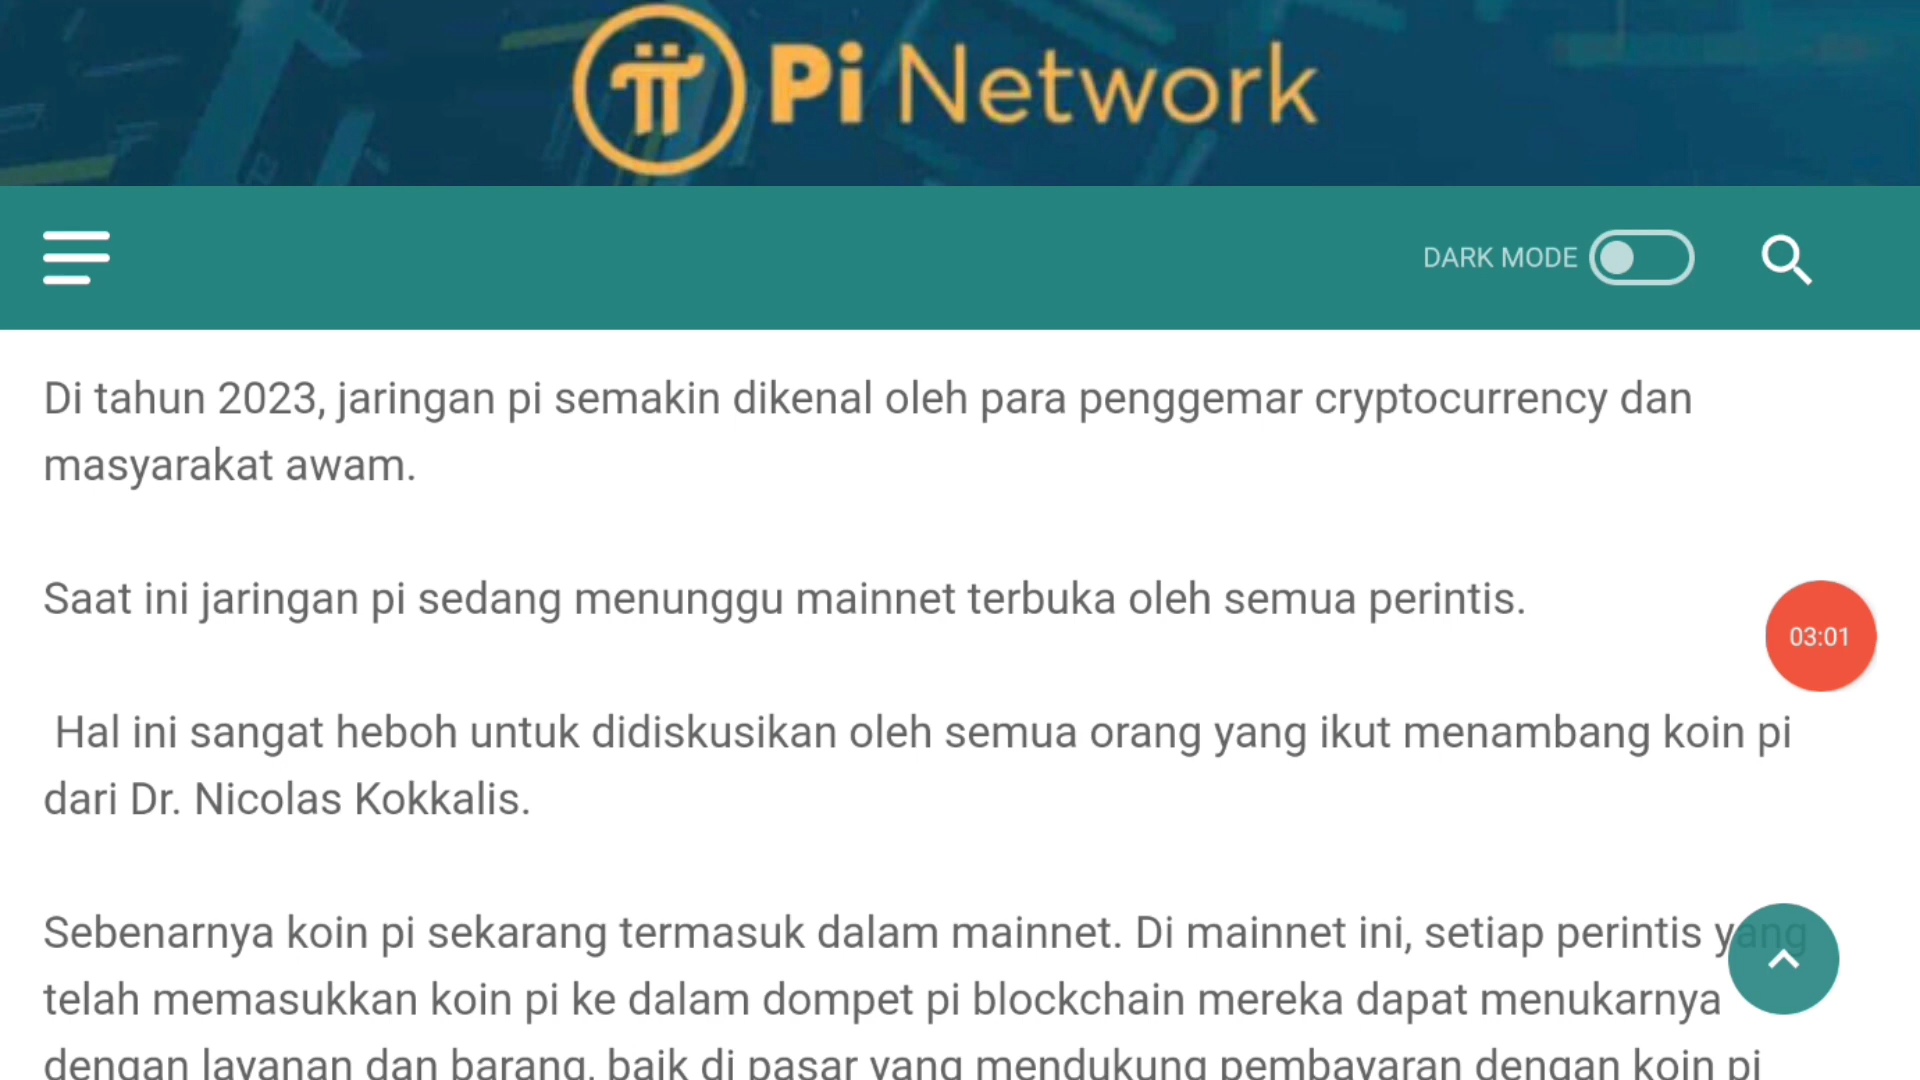 Pi Network
DARK MODE
Di tahun 2023, jaringan pi semakin dikenal oleh para penggemar cryptocurrency dan
masyarakat awam.
Saat ini jaringan pi sedang menunggu mainnet terbuka oleh semua perintis.
03:01
Hal ini sangat heboh untuk didiskusikan oleh semua orang yang ikut menambang koin pi
dari Dr. Nicolas Kokkalis.
Sebenarnya koin pi sekarang termasuk dalam mainnet. Di mainnet ini, setiap perintis yang
telah memasukkan koin pi ke dalam dompet pi blockchain mereka dapat menukarnya
dengan layanan dan barang, baik di pasar yang mendukung pembayaran dengan koin pi